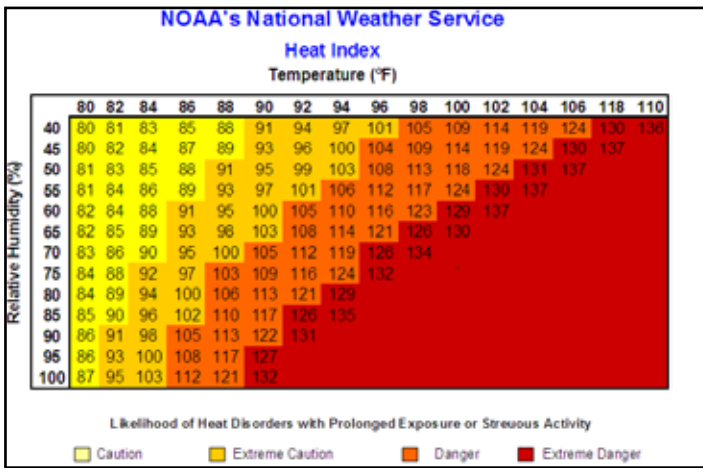 NOAA's National Weather Service
Heat Index
Temperature (°F)
80 82 84 86 88 90 92 94 96 98 100 102 104 106 118 110
Relative Humidity (%)
40 80 81 83 85 88 91 94 97 101 105 109 114 119 124 130 136
45 80 82 84 87 89 93 96 100 104 109 114 119 124 130 137
50 81 83 85 88 91 95 99 103 108 113 118 124 131 137
55 81 84 86 89 93 97 101 106 112 117 124 130 137
60 82 84 88 91 95 100 105 110 116 123 129 137
65 82 85 89 93 98 103 108 114 121 126 130
70 83 86 90 95 100 105 112 119 126 134
75 84 88 92 97 103 109 116 124 132
80 84 89 94 100 106 113 121 129
85 85 90 96 102 110 117 126 135
90 86 91 98 105 113 122 131
95 86 93 100 108 117 127
100 87 95 103 112 121 132
Likelihood of Heat Disorders with Prolonged Exposure or Streuous Activity
Caution Extreme Caution Danger Extreme Danger